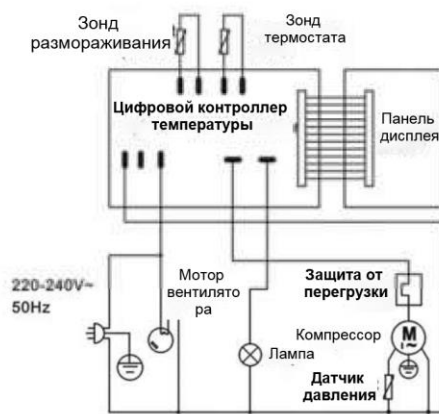 Зонд
размораживания
Зонд
термостата
Цифровой контроллер
температуры
Панель
дисплея
220-240V~
50Hz
Мотор
вентилято
ра
Лампа
Защита от
перегрузки
Компрессор
M
1~
Датчик
давления